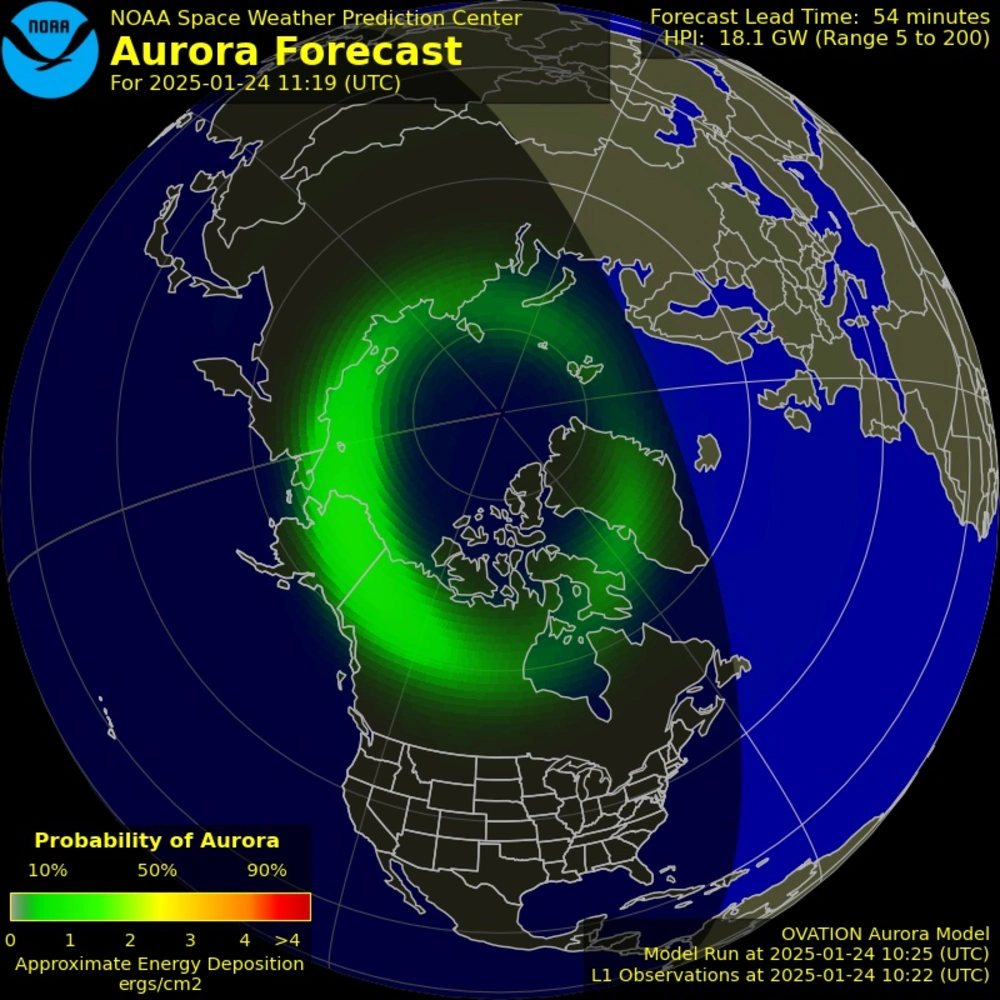 NOAA
NOAA Space Weather Prediction Center
Aurora Forecast
For 2025-01-24 11:19 (UTC)
Forecast Lead Time: 54 minutes
HPI: 18.1 GW (Range 5 to 200)
Probability of Aurora
10% 50% 90%
0 1 2 3 4 >4
Approximate Energy Deposition
ergs/cm2
OVATION Aurora Model
Model Run at 2025-01-24 10:25 (UTC)
L1 Observations at 2025-01-24 10:22 (UTC)